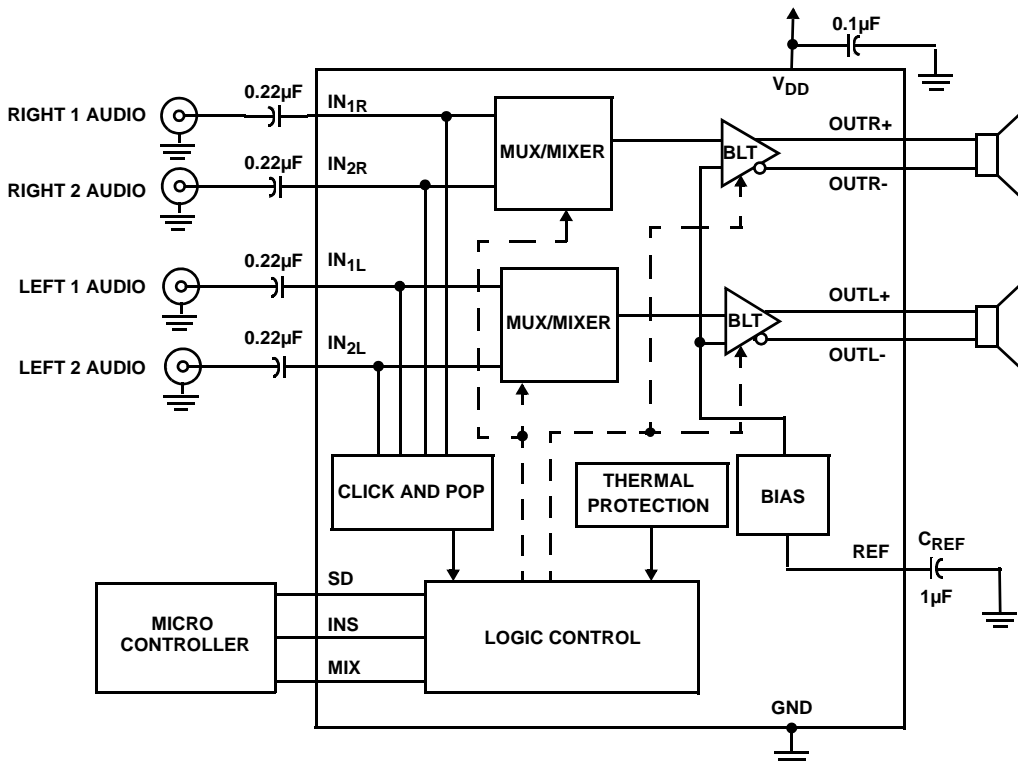 0.1µF
VDD
RIGHT 1 AUDIO
0.22µF
IN1R
MUX/MIXER
BLT
OUTR+
RIGHT 2 AUDIO
0.22µF
IN2R
OUTR-
LEFT 1 AUDIO
0.22µF
IN1L
MUX/MIXER
BLT
OUTL+
LEFT 2 AUDIO
0.22µF
IN2L
OUTL-
CLICK AND POP
THERMAL
PROTECTION
BIAS
REF
CREF
1µF
MICRO
CONTROLLER
SD
INS
MIX
LOGIC CONTROL
GND